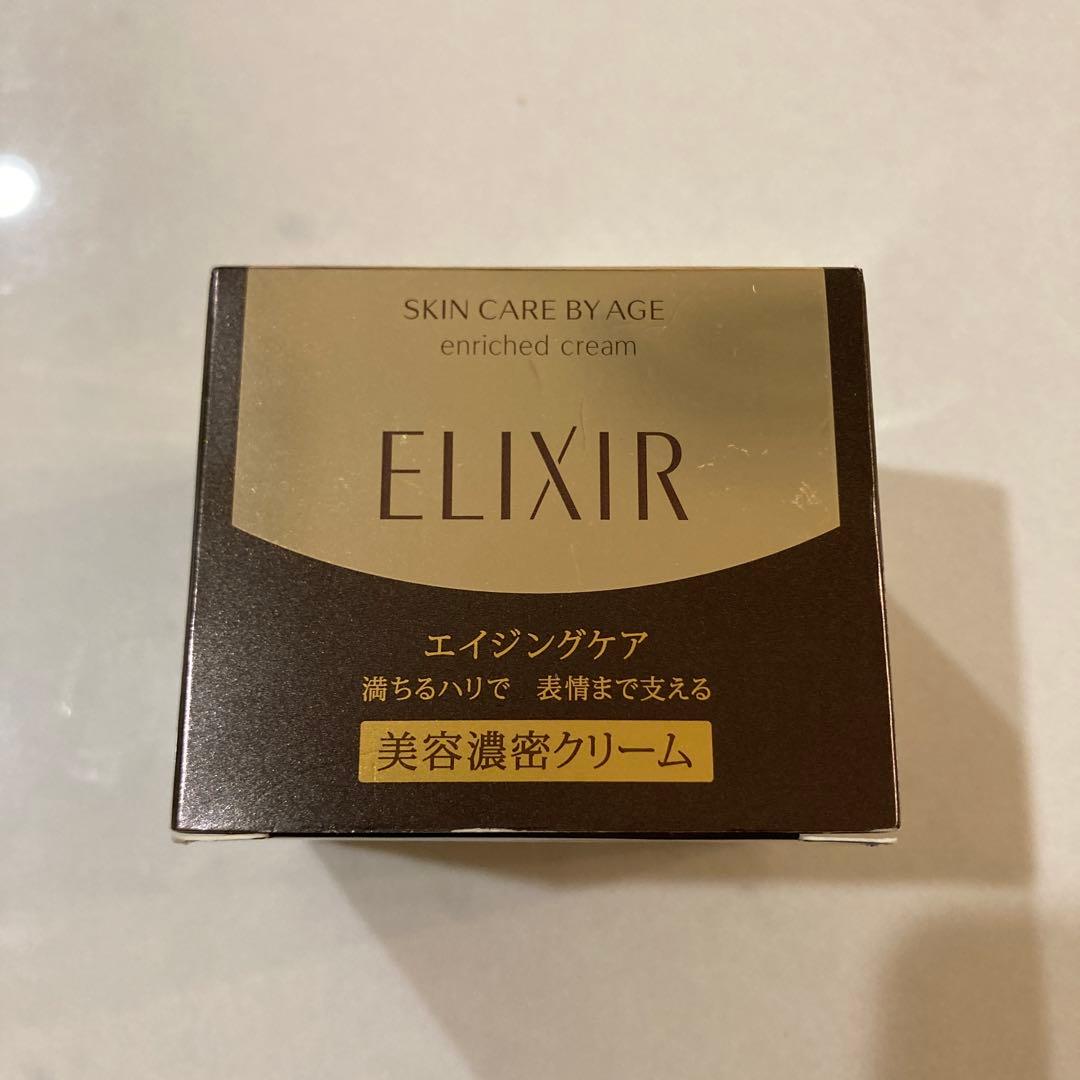 SKIN CARE BY AGE
enriched cream
ELIXIR
エイジングケア
満ちるハリで 表情まで支える
美容濃密クリーム